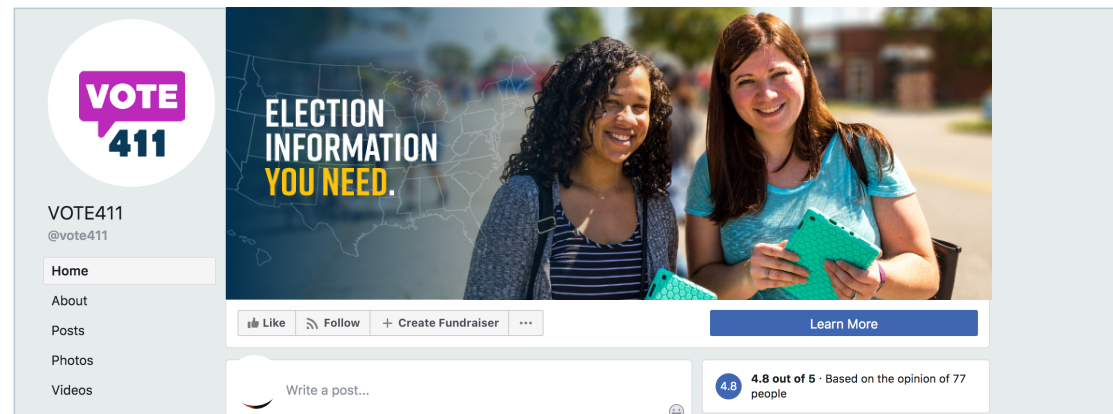 VOTE
411
VOTE411
@vote411
Home
About
Posts
Photos
Videos
ELECTION
INFORMATION
YOU NEED.
Like
Follow
+ Create Fundraiser
...
Learn More
Write a post...
4.8
4.8 out of 5 · Based on the opinion of 77
people